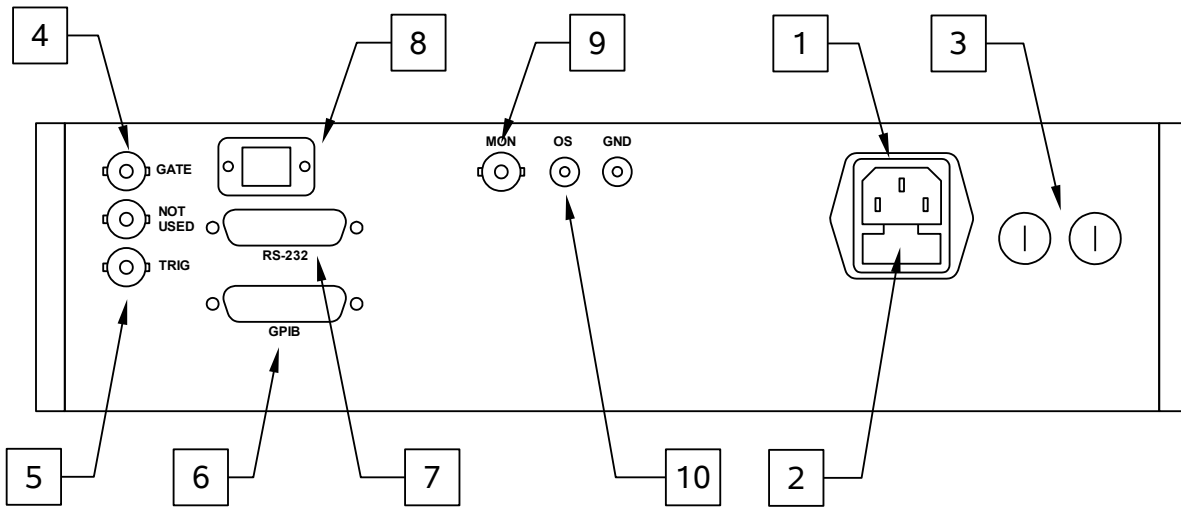 4
8
9
1
3
MON
OS
GND
GATE
NOT
USED
RS-232
TRIG
GPIB
5
6
7
10
2